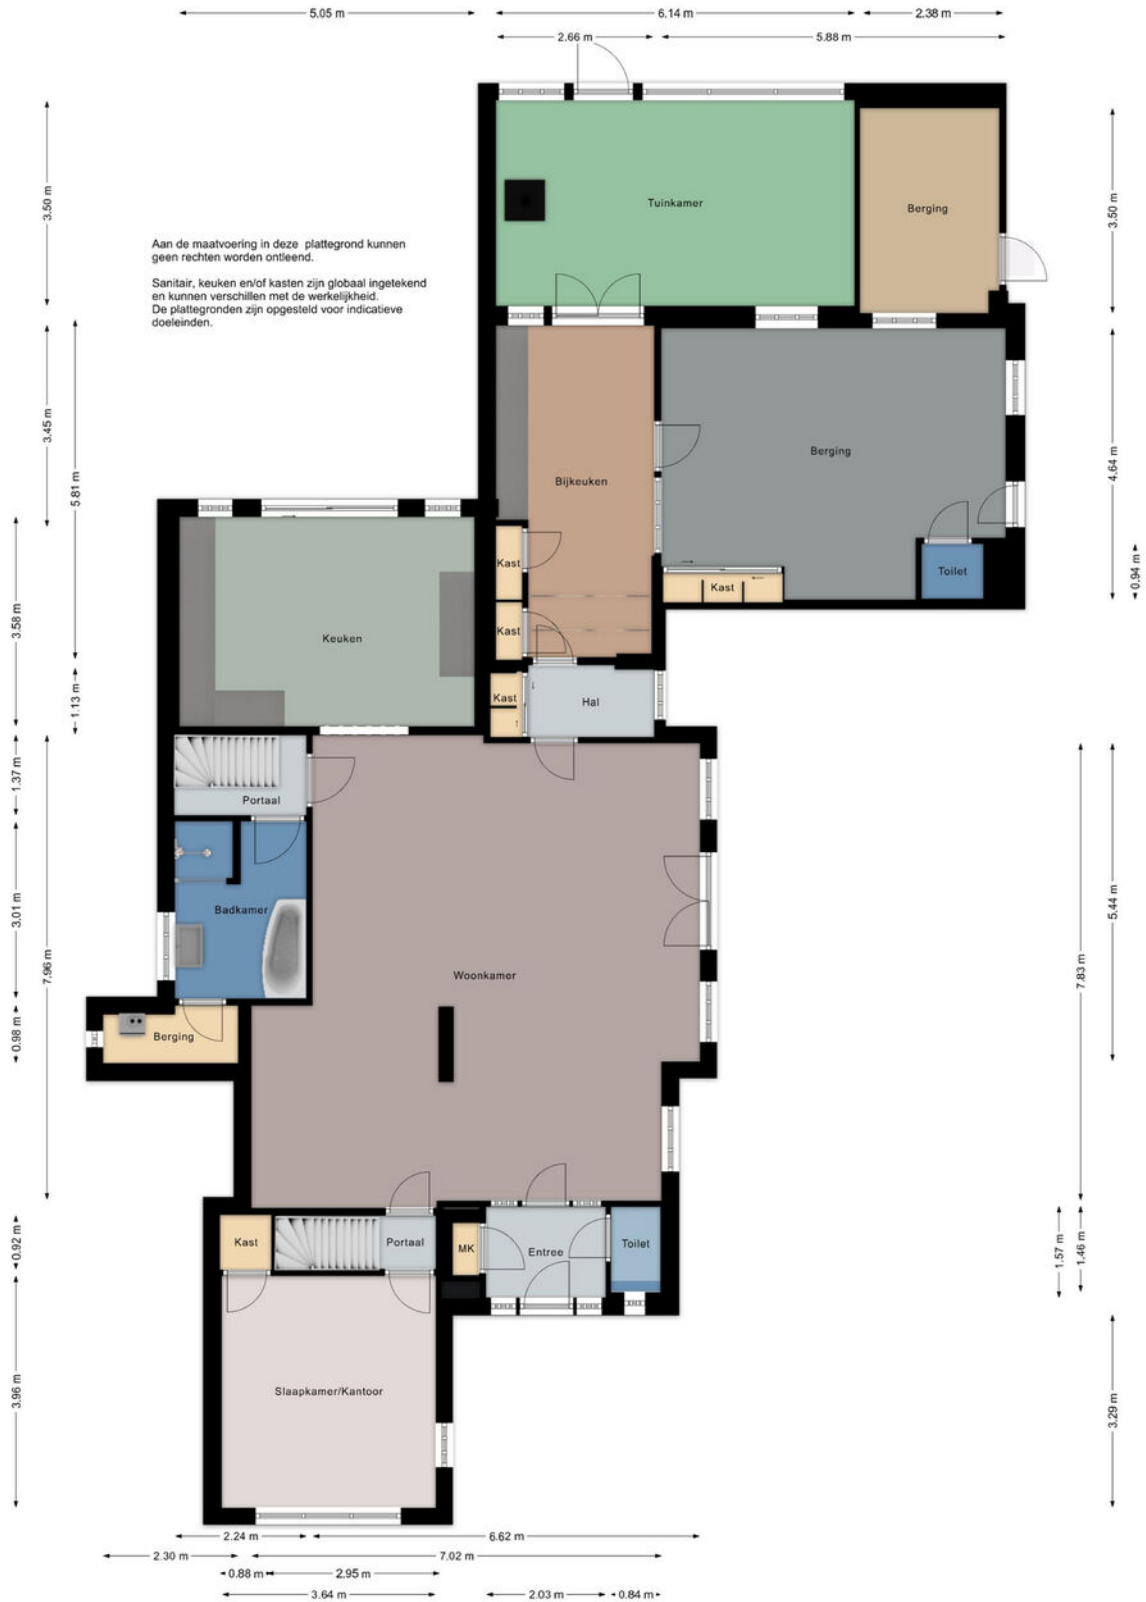 5.05 m
6.14 m
2.38 m
2.66 m
5.88 m
3.50 m
3.50 m
Tuinkamer
Berging
Aan de maatvoering in deze plattegrond kunnen
geen rechten worden ontleend.
Sanitair, keuken en/of kasten zijn globaal ingetekend
en kunnen verschillen met de werkelijkheid.
De plattegronden zijn opgesteld voor indicatieve
doeleinden.
3.45 m
5.81 m
4.64 m
Berging
Bijkeuken
Kast
Toilet
0.94 m
Kast
3.58 m
Keuken
Kast
1.13 m
Kast
Hal
1.37 m
Portaal
3.01 m
Badkamer
5.44 m
7.96 m
Woonkamer
7.83 m
0.98 m
Berging
0.92 m
Kast
Portaal
MK
Entree
Toilet
1.57 m
1.46 m
3.96 m
Slaapkamer/Kantoor
3.29 m
2.24 m
6.62 m
2.30 m
7.02 m
0.88 m
2.95 m
3.64 m
2.03 m
0.84 m